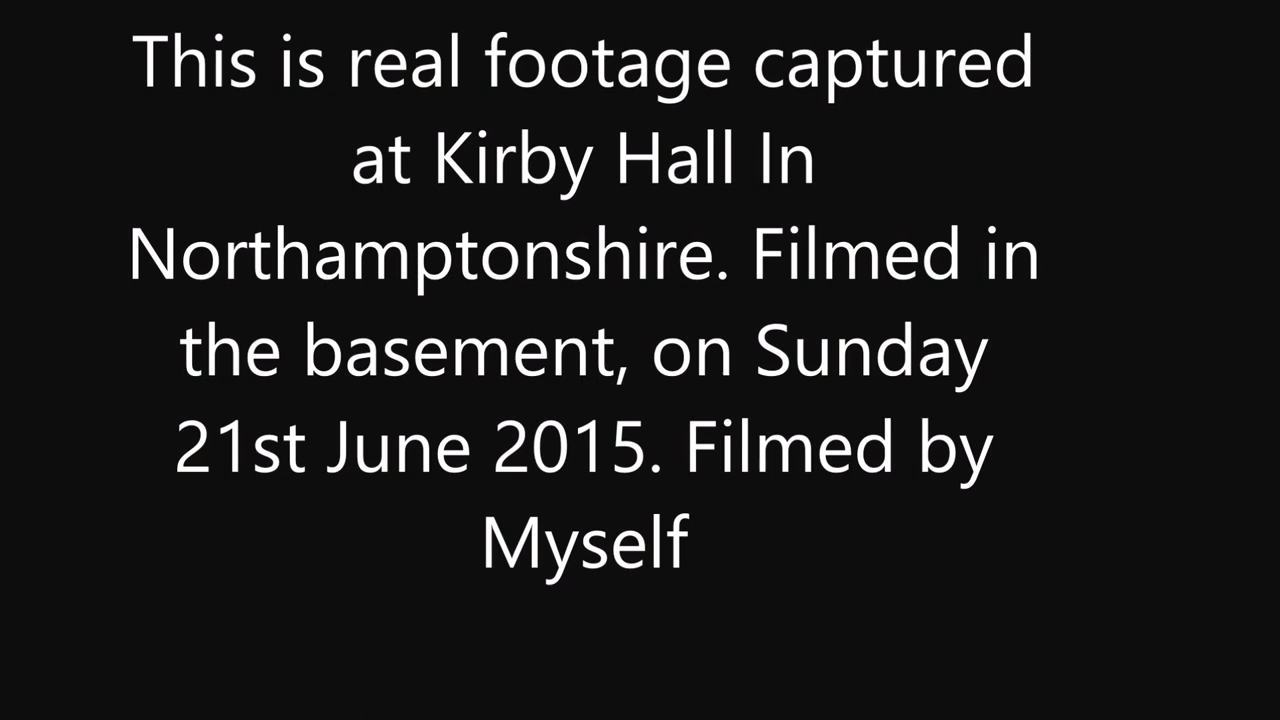 This is real footage captured
at Kirby Hall In
Northamptonshire. Filmed in
the basement, on Sunday
21st June 2015. Filmed by
Myself